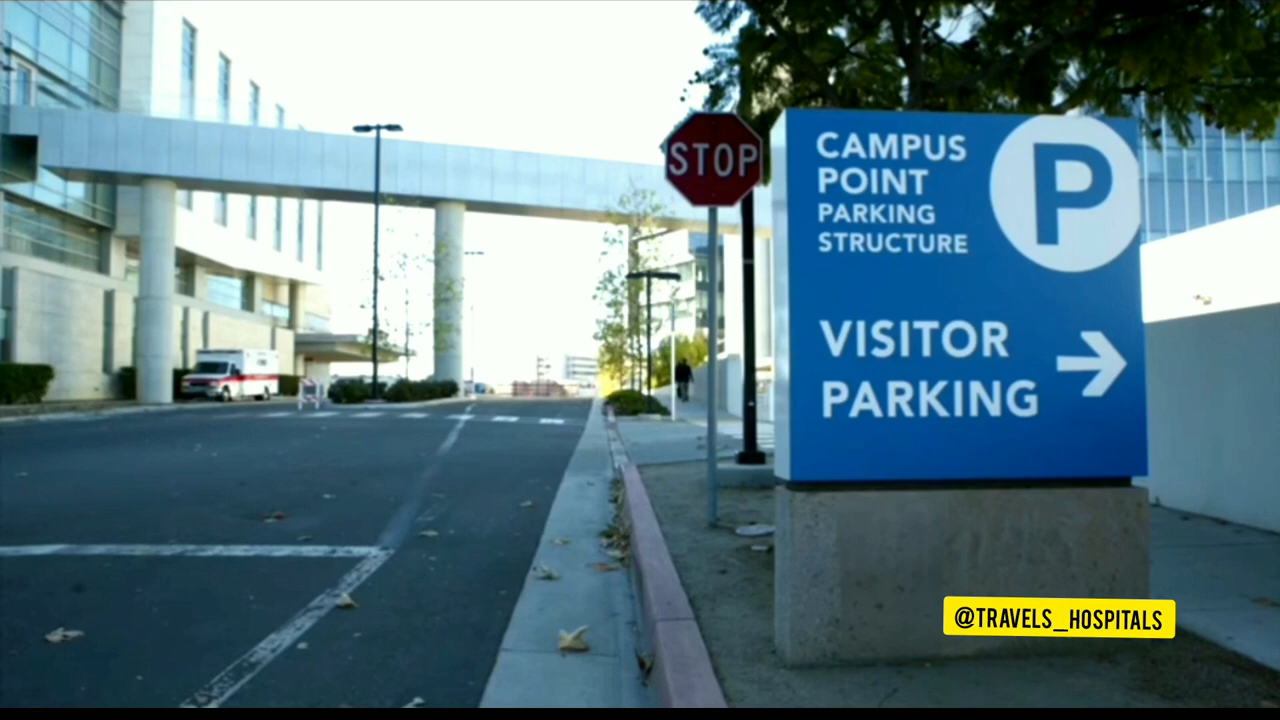 STOP
CAMPUS
POINT
PARKING
STRUCTURE
P
VISITOR
PARKING
@TRAVELS_HOSPITALS